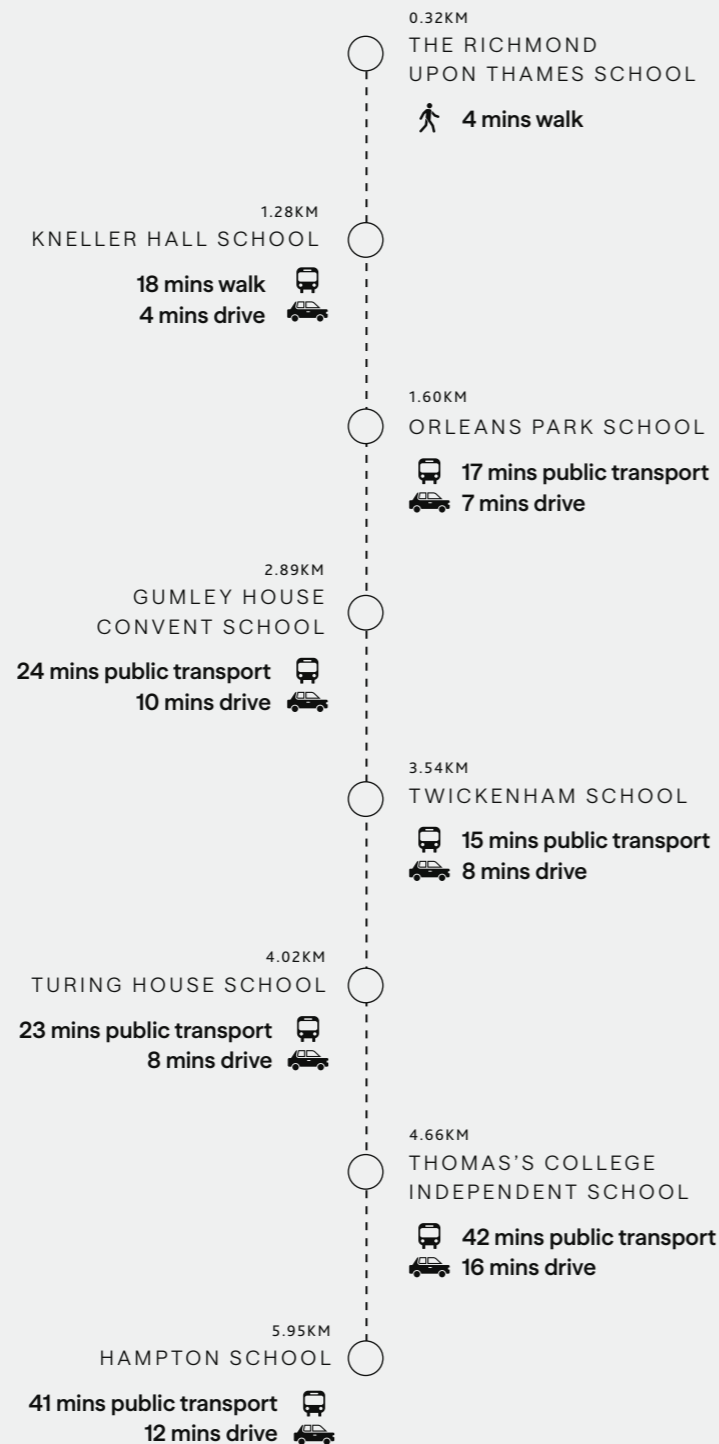 0.32KM
THE RICHMOND
UPON THAMES SCHOOL
4 mins walk
1.28KM
KNELLER HALL SCHOOL
18 mins walk
4 mins drive
1.60KM
ORLEANS PARK SCHOOL
17 mins public transport
7 mins drive
2.89KM
GUMLEY HOUSE
CONVENT SCHOOL
24 mins public transport
10 mins drive
3.54KM
TWICKENHAM SCHOOL
15 mins public transport
8 mins drive
4.02KM
TURING HOUSE SCHOOL
23 mins public transport
8 mins drive
4.66KM
THOMAS’S COLLEGE
INDEPENDENT SCHOOL
42 mins public transport
16 mins drive
5.95KM
HAMPTON SCHOOL
41 mins public transport
12 mins drive